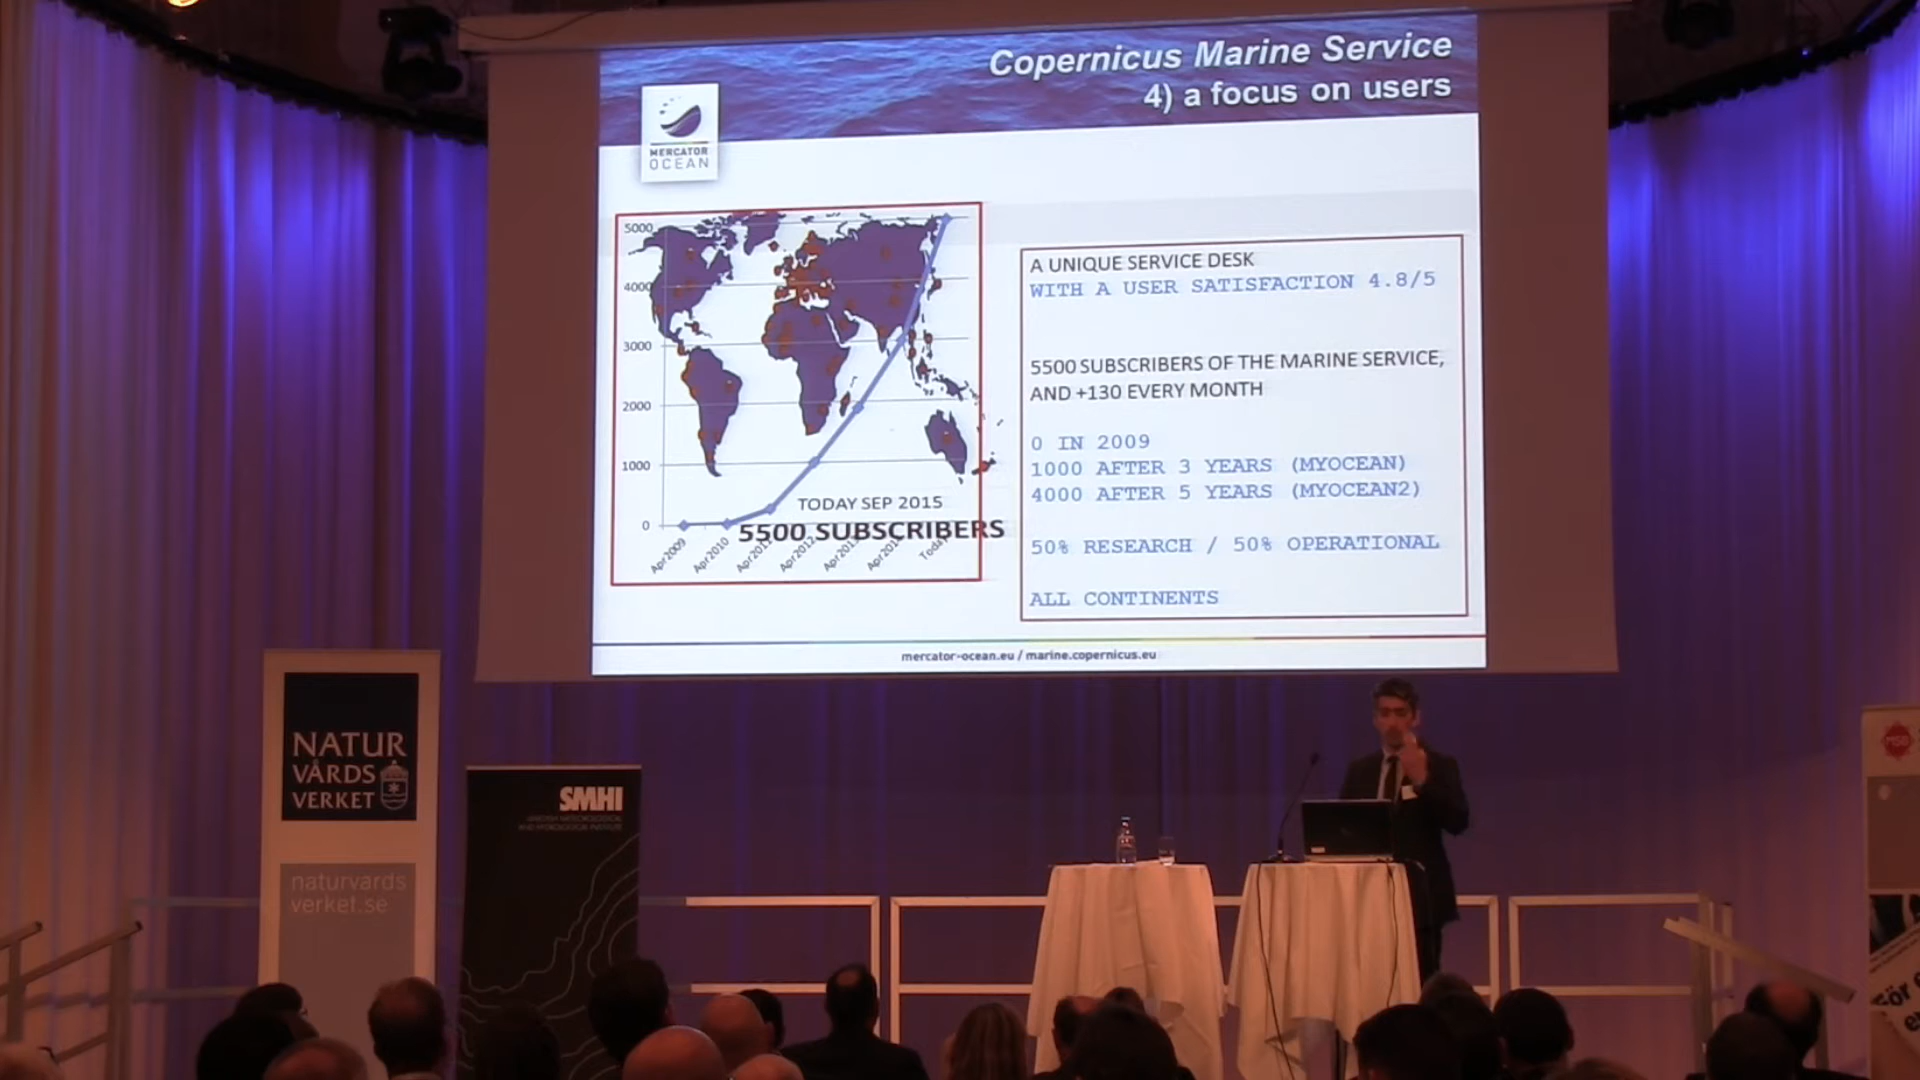 Copernicus Marine Service
4) a focus on users
MERCATOR
OCEAN
5000
4000
3000
2000
1000
0
Apr2009
Apr2010
TODAY SEP 2015
5500 SUBSCRIBERS
A UNIQUE SERVICE DESK
WITH A USER SATISFACTION 4.8/5
5500 SUBSCRIBERS OF THE MARINE SERVICE,
AND +130 EVERY MONTH
0 IN 2009
1000 AFTER 3 YEARS (MYOCEAN)
4000 AFTER 5 YEARS (MYOCEAN2)
50% RESEARCH / 50% OPERATIONAL
ALL CONTINENTS
mercator-ocean.eu / marine.copernicus.eu
NATUR
VÅRDS
VERKET
naturvards
verket.se
SMHI
För